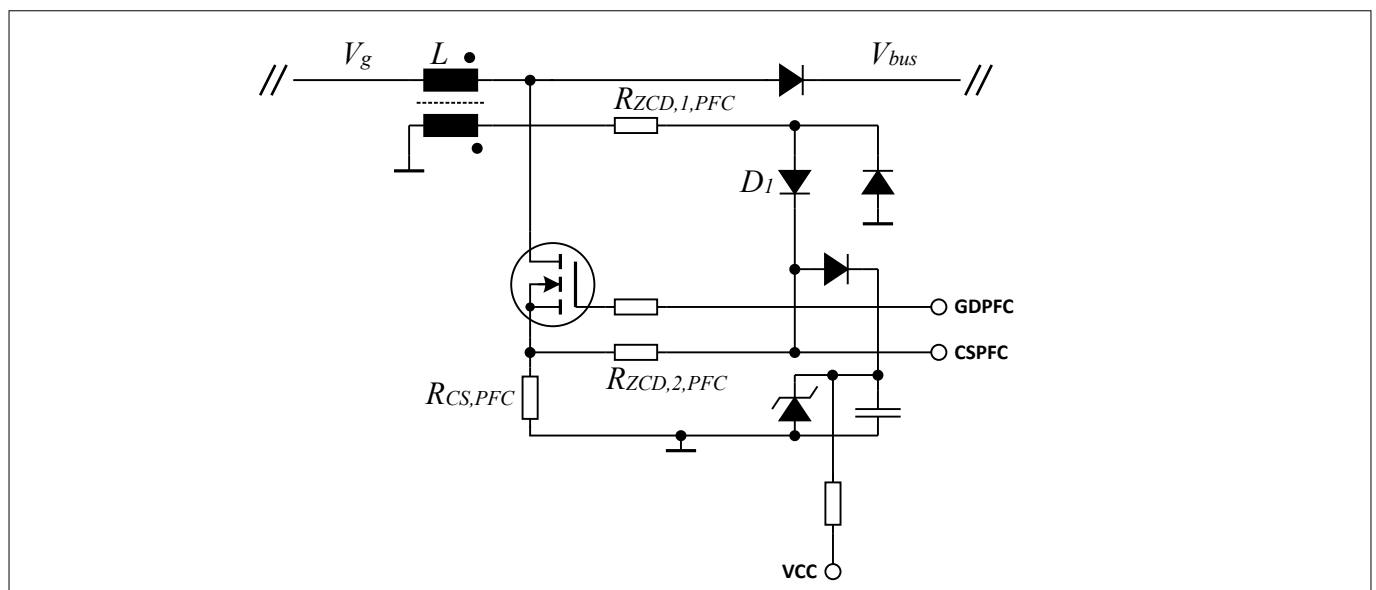 Vg L Vbus
RZCD,1,PFC
D1
GDPFC
CSPFC
RZCD,2,PFC
RCS,PFC
VCC